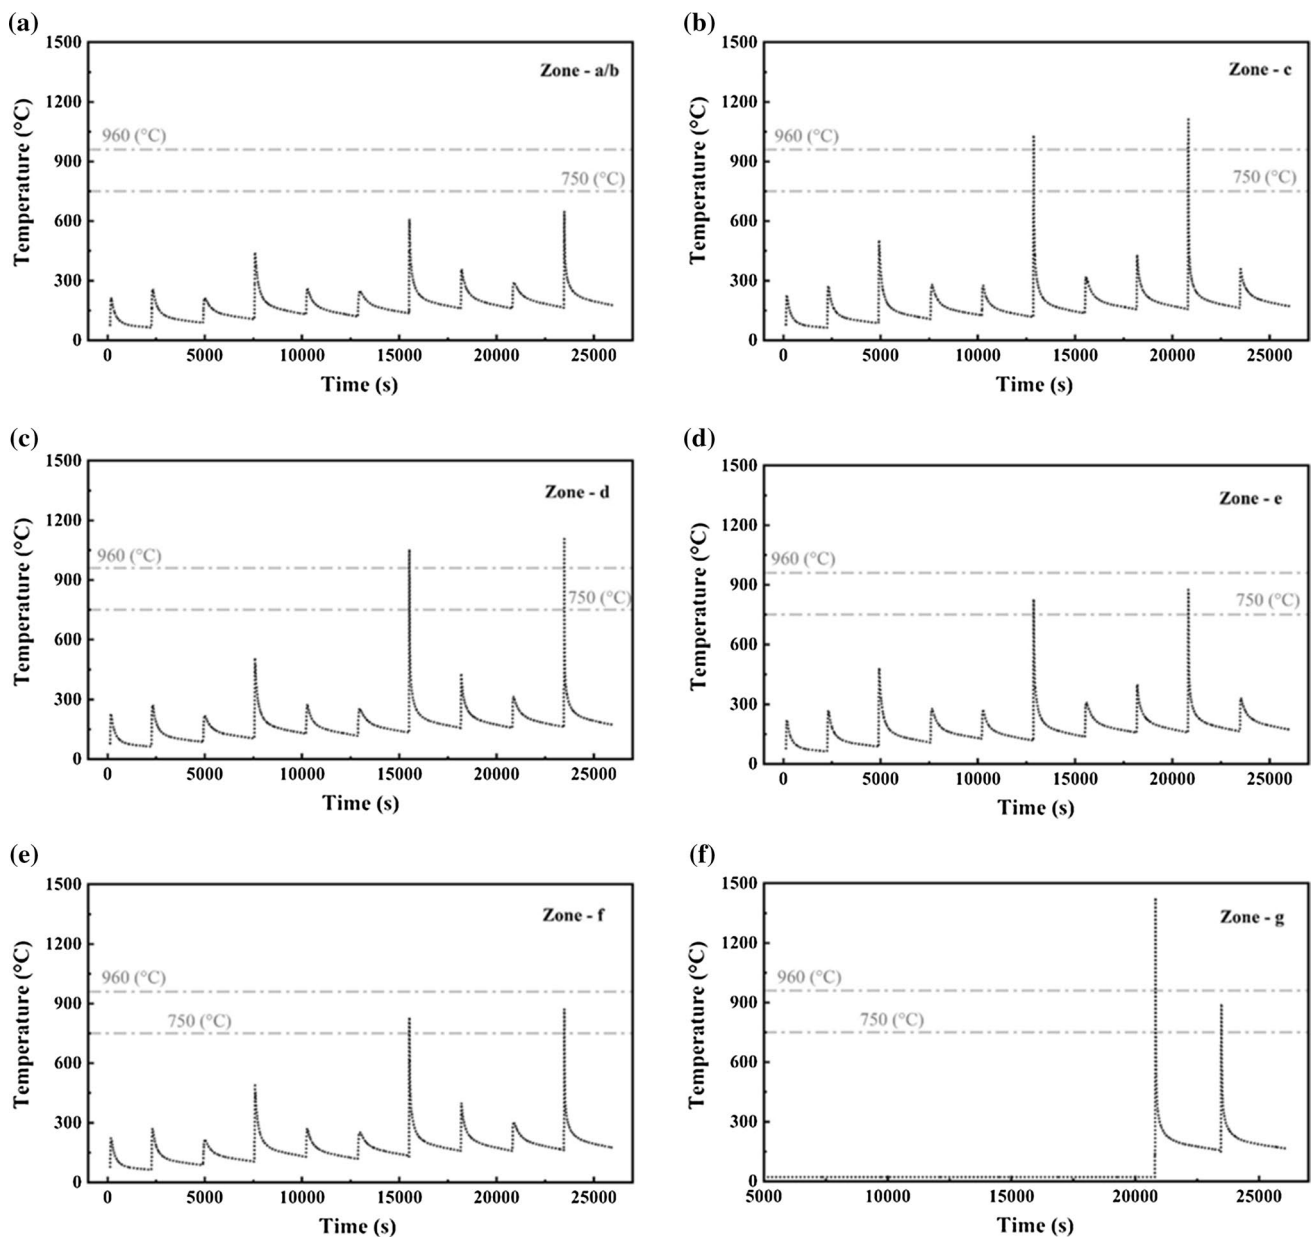 (a)
Temperature (°C)
1500
1200
900
600
300
0
Zone - a/b
960 (°C)
750 (°C)
0 5000 10000 15000 20000 25000
Time (s)
(b)
Temperature (°C)
1500
1200
900
600
300
0
Zone - c
960 (°C)
750 (°C)
0 5000 10000 15000 20000 25000
Time (s)
(c)
Temperature (°C)
1500
1200
900
600
300
0
Zone - d
960 (°C)
750 (°C)
0 5000 10000 15000 20000 25000
Time (s)
(d)
Temperature (°C)
1500
1200
900
600
300
0
Zone - e
960 (°C)
750 (°C)
0 5000 10000 15000 20000 25000
Time (s)
(e)
Temperature (°C)
1500
1200
900
600
300
0
Zone - f
960 (°C)
750 (°C)
0 5000 10000 15000 20000 25000
Time (s)
(f)
Temperature (°C)
1500
1200
900
600
300
0
Zone - g
960 (°C)
750 (°C)
5000 10000 15000 20000 25000
Time (s)